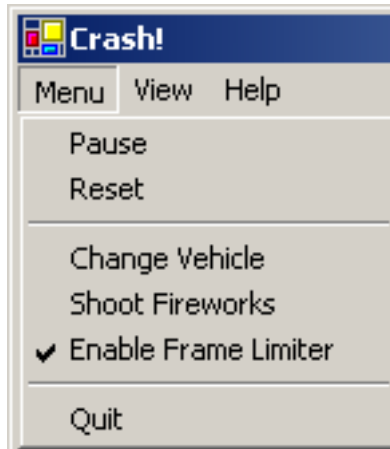 Crash!
Menu View Help
Pause
Reset
Change Vehicle
Shoot Fireworks
Enable Frame Limiter
Quit